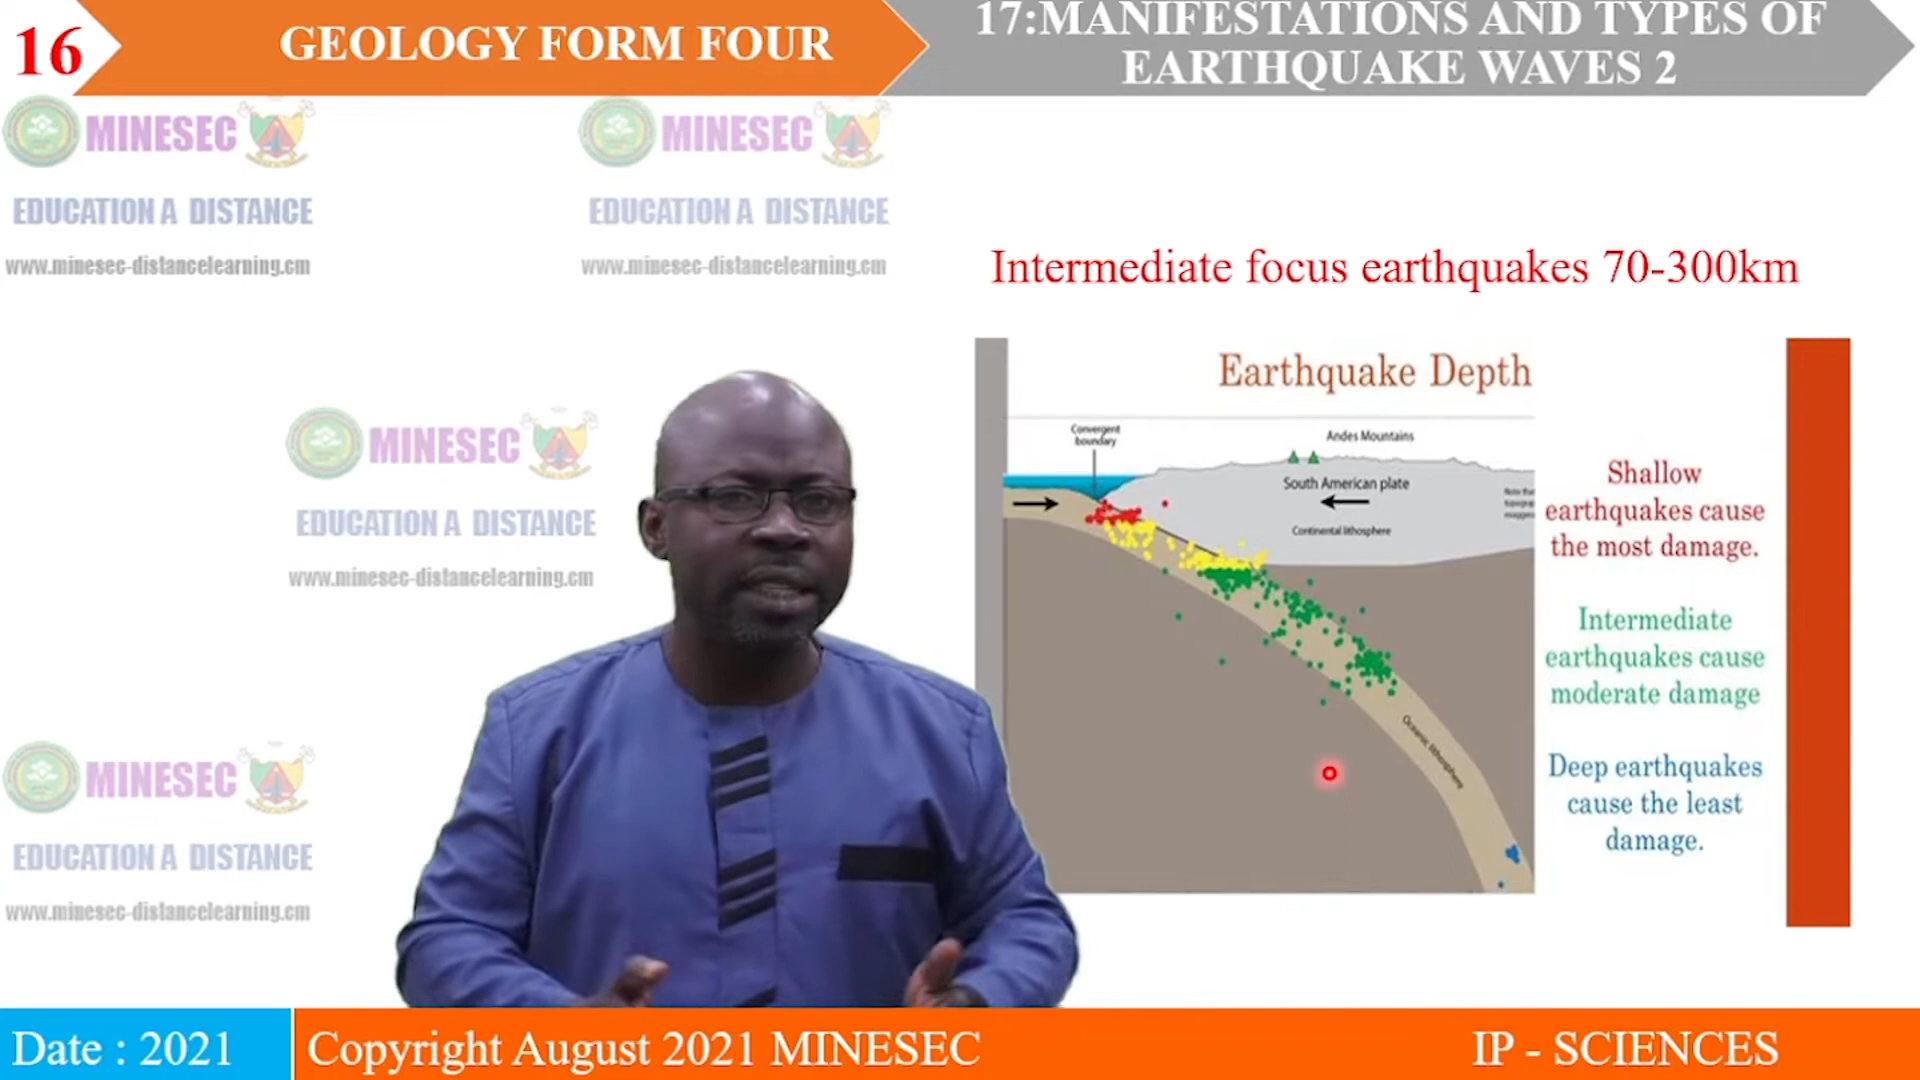 16
GEOLOGY FORM FOUR
17:MANIFESTATIONS AND TYPES OF
EARTHQUAKE WAVES 2
MINESEC
EDUCATION A DISTANCE
www.minesec-distancelearning.cm
MINESEC
EDUCATION A DISTANCE
www.minesec-distancelearning.cm
Intermediate focus earthquakes 70-300km
Earthquake Depth
Convergent
boundary
Andes Mountains
South American plate
Continental lithosphere
Oceanic lithosphere
Shallow
earthquakes cause
the most damage.
Intermediate
earthquakes cause
moderate damage
Deep earthquakes
cause the least
damage.
MINESEC
EDUCATION A DISTANCE
www.minesec-distancelearning.cm
MINESEC
EDUCATION A DISTANCE
www.minesec-distancelearning.cm
Date : 2021
Copyright August 2021 MINESEC
IP - SCIENCES